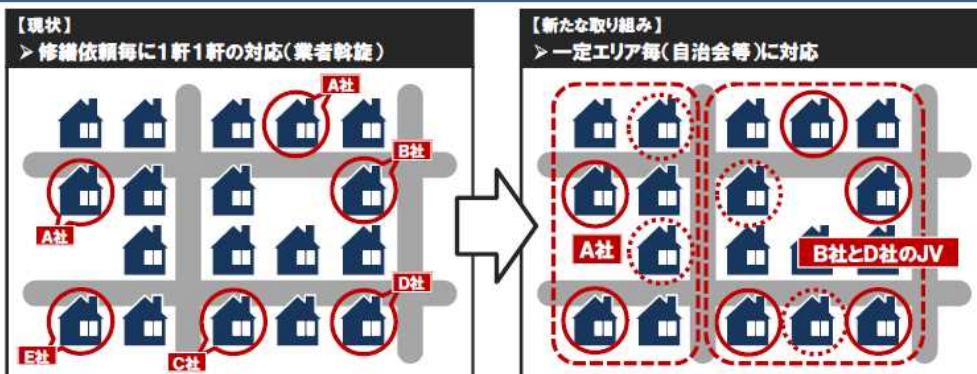 【現状】
➢ 修繕依頼毎に1軒1軒の対応(業者斡旋)
A社
B社
A社
D社
E社
C社
【新たな取り組み】
➢ 一定エリア毎(自治会等)に対応
A社
B社とD社のJV